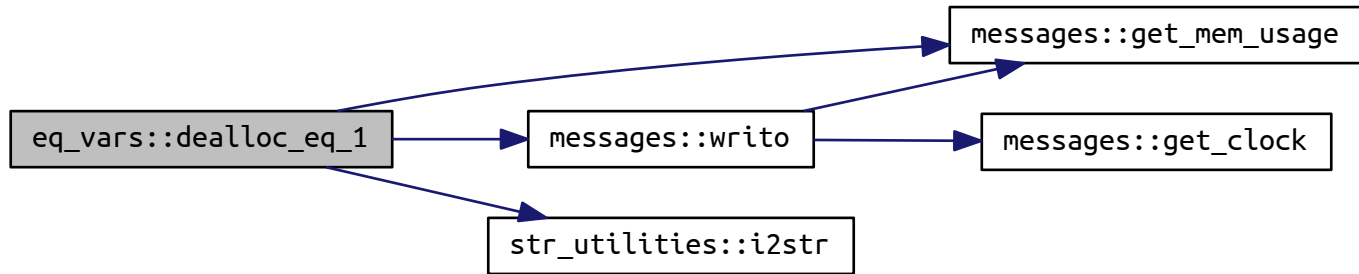 messages::get_mem_usage
eq_vars::dealloc_eq_1
messages::writo
messages::get_clock
str_utilities::i2str